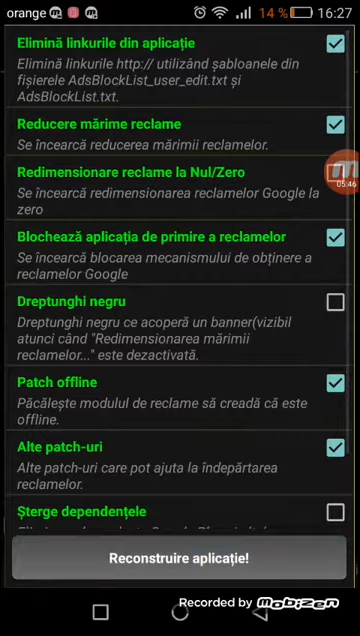 orange 14 % 16:27
Elimină linkurile din aplicație
Elimină linkurile http:// utilizând șabloanele din
fișierele AdsBlockList_user_edit.txt și
AdsBlockList.txt.
Reducere mărime reclame
Se încearcă reducerea mărimii reclamelor.
Redimensionare reclame la Nul/Zero
Se încearcă redimensionarea reclamelor Google la
zero
05:46
Blochează aplicația de primire a reclamelor
Se încearcă blocarea mecanismului de obținere a
reclamelor Google
Dreptunghi negru
Dreptunghi negru ce acoperă un banner(vizibil
atunci când "Redimensionarea mărimii
reclamelor..." este dezactivată.
Patch offline
Păcălește modulul de reclame să creadă că este
offline.
Alte patch-uri
Alte patch-uri care pot ajuta la îndepărtarea
reclamelor.
Șterge dependențele
Reconstruire aplicație!
Recorded by Mobizen